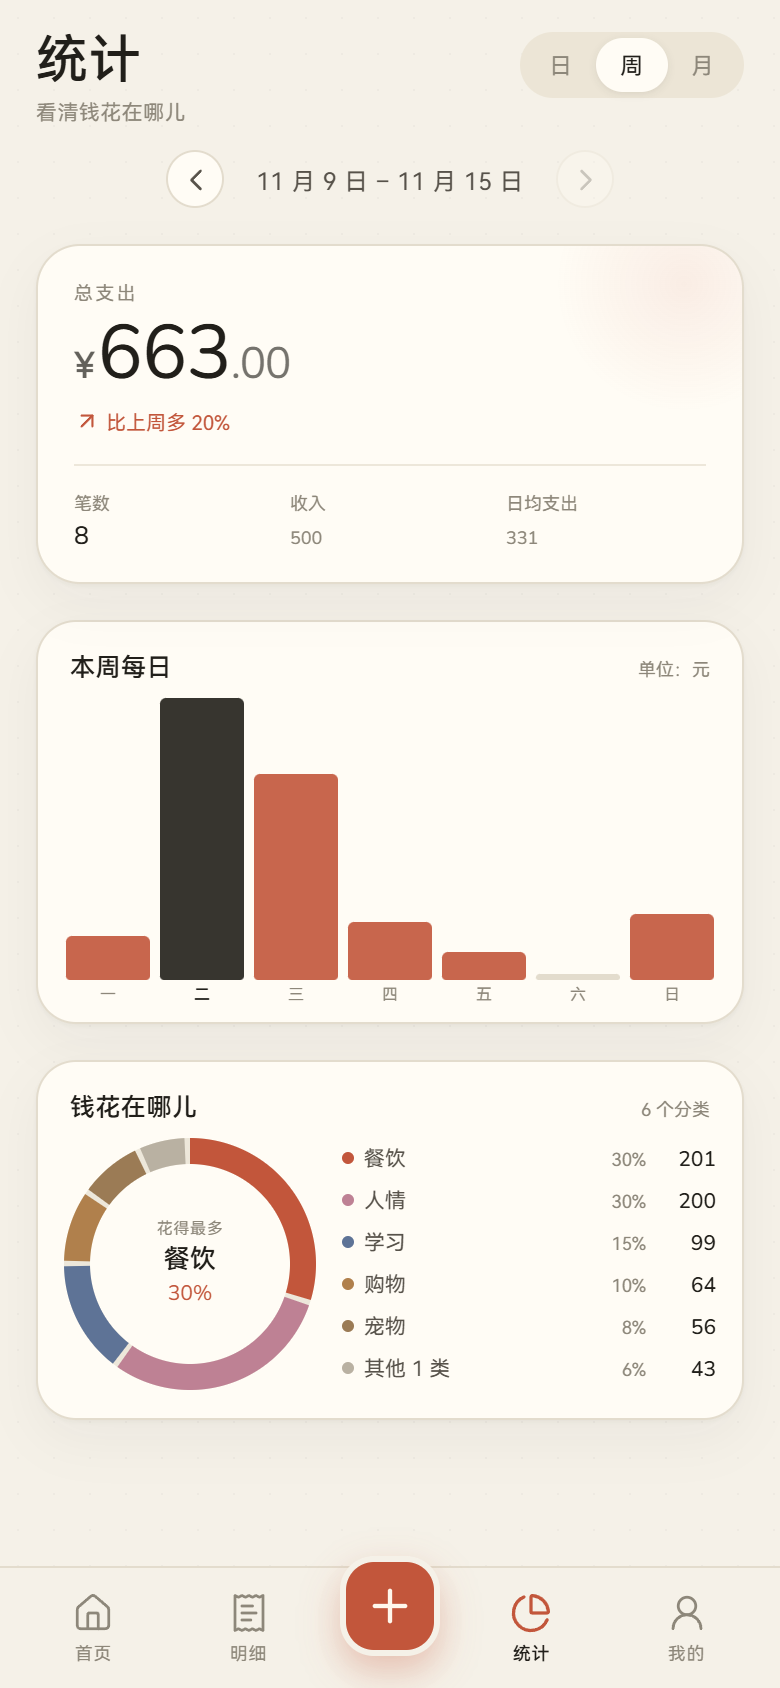 统计
日 周 月
看清钱花在哪儿
11 月 9 日 – 11 月 15 日
总支出
¥663.00
比上周多 20%
笔数 收入 日均支出
8 500 331
本周每日 单位：元
一 二 三 四 五 六 日
钱花在哪儿 6 个分类
花得最多
餐饮
30%
餐饮 30% 201
人情 30% 200
学习 15% 99
购物 10% 64
宠物 8% 56
其他 1 类 6% 43
首页 明细 统计 我的